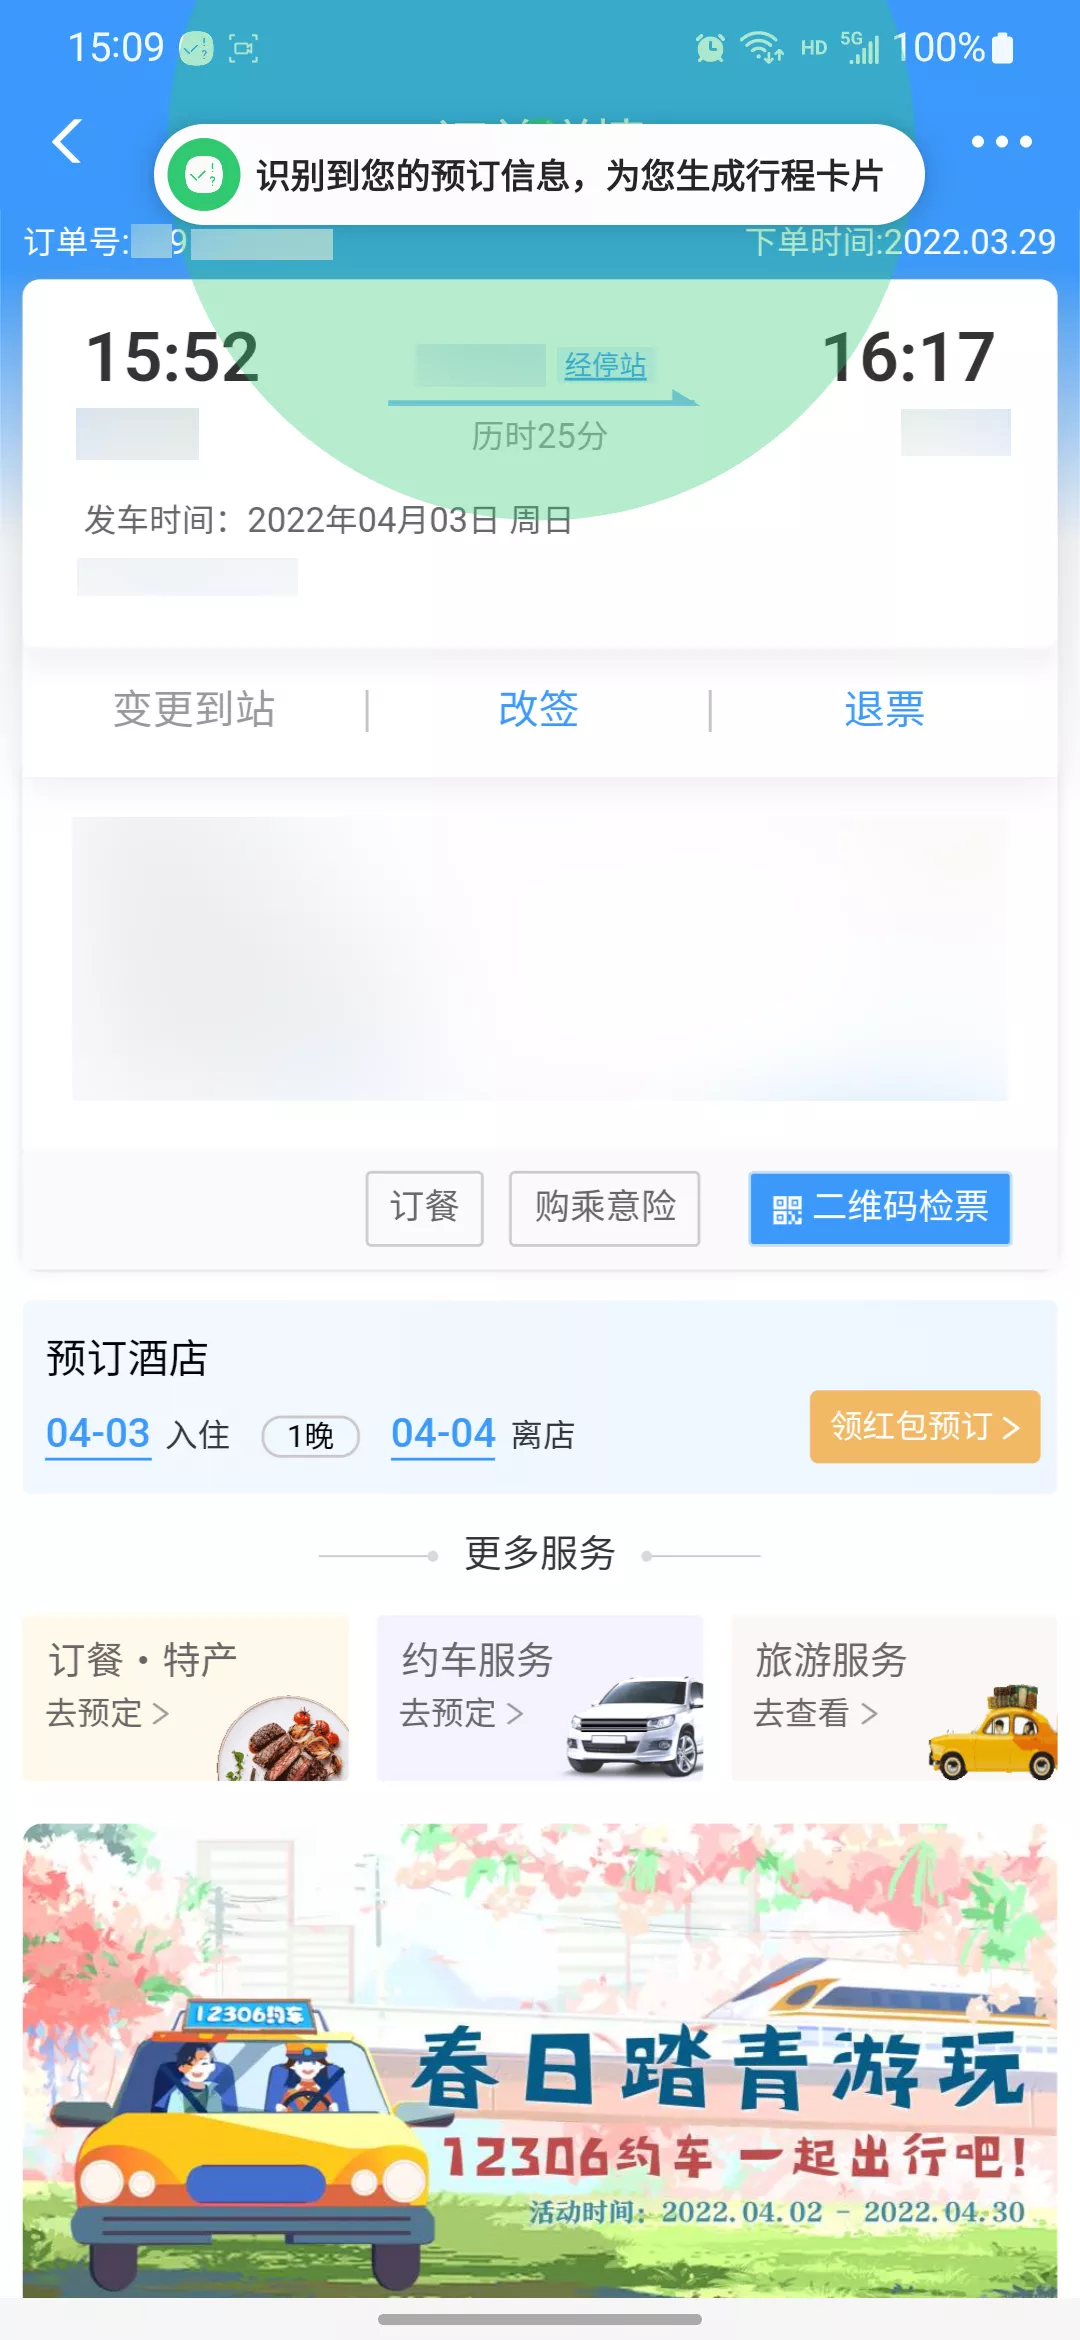 15:09 HD 5G 100%
识别到您的预订信息，为您生成行程卡片
订单号: 9
下单时间:2022.03.29
15:52
经停站
16:17
历时25分
发车时间：2022年04月03日 周日
变更到站 | 改签 | 退票
订餐 购乘意险 二维码检票
预订酒店
04-03 入住 1晚 04-04 离店
领红包预订 >
更多服务
订餐·特产
去预定 >
约车服务
去预定 >
旅游服务
去查看 >
12306约车
春日踏青游玩
12306约车 一起出行吧!
活动时间：2022.04.02 - 2022.04.30